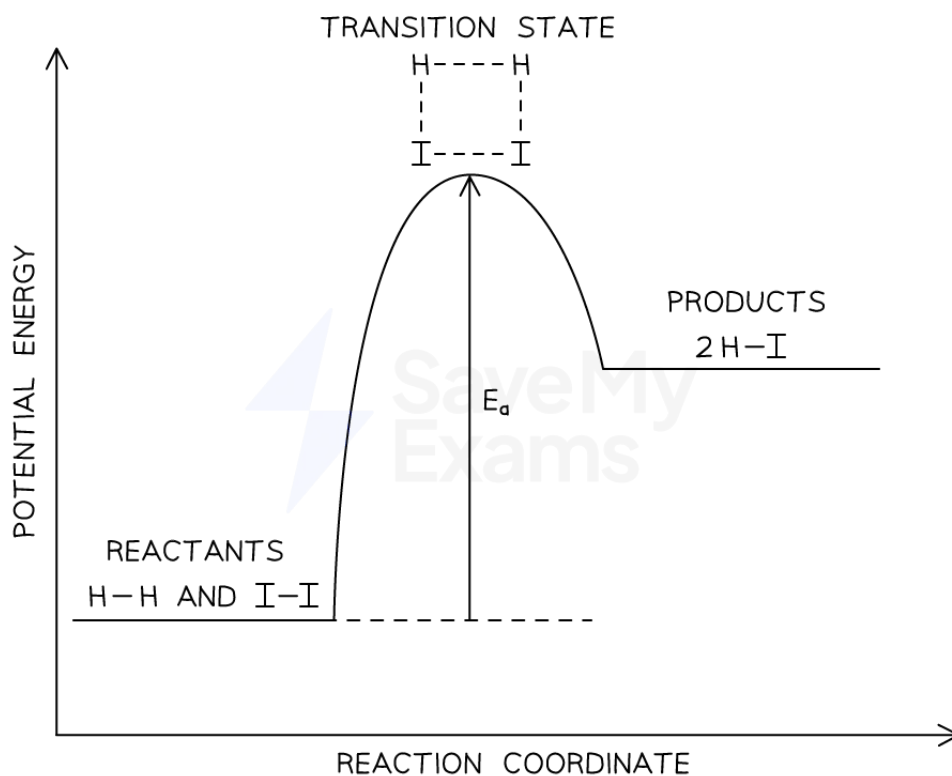 TRANSITION STATE
H----H
I----I
POTENTIAL ENERGY
PRODUCTS
2H–I
SaveMy
Exams
Ea
REACTANTS
H–H AND I–I
REACTION COORDINATE